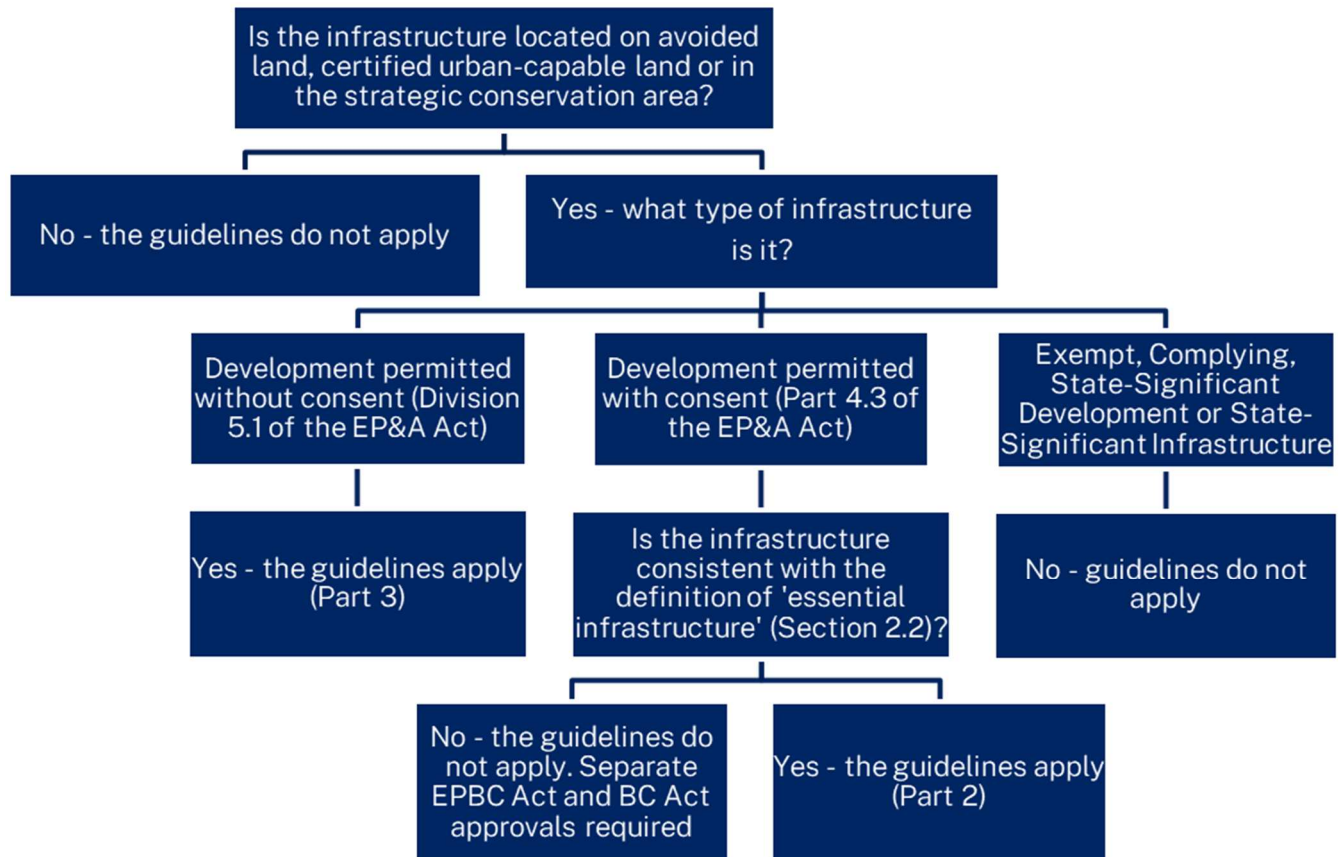 Is the infrastructure located on avoided
land, certified urban-capable land or in
the strategic conservation area?
No - the guidelines do not apply
Yes - what type of infrastructure
is it?
Development permitted
without consent (Division
5.1 of the EP&A Act)
Development permitted
with consent (Part 4.3 of
the EP&A Act)
Exempt, Complying,
State-Significant
Development or State-
Significant Infrastructure
Yes - the guidelines apply
(Part 3)
Is the infrastructure
consistent with the
definition of 'essential
infrastructure' (Section 2.2)?
No - guidelines do not
apply
No - the guidelines do
not apply. Separate
EPBC Act and BC Act
approvals required
Yes - the guidelines apply
(Part 2)